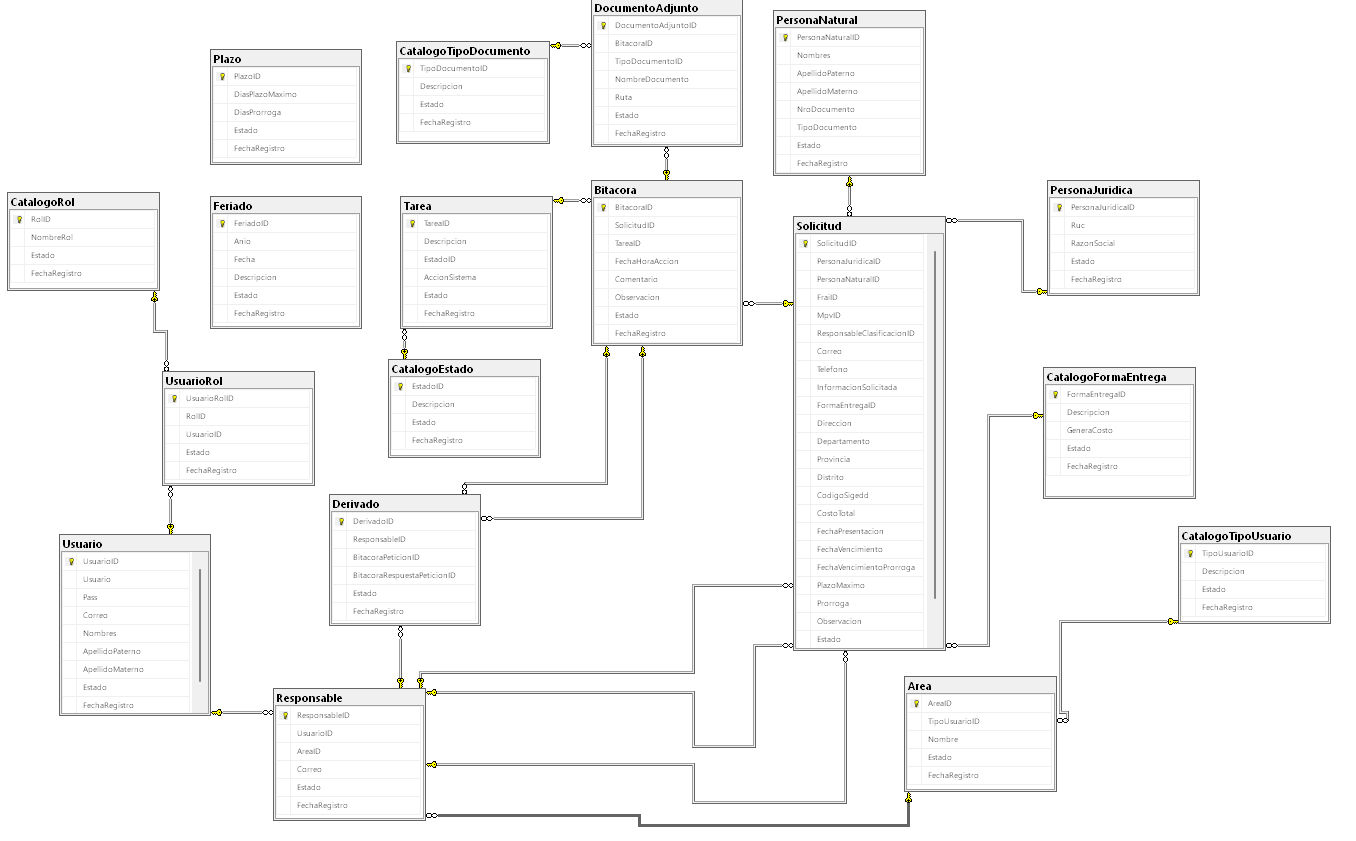 DocumentoAdjunto
DocumentoAdjuntoID
BitacoraID
TipoDocumentoID
NombreDocumento
Ruta
Estado
FechaRegistro
PersonaNatural
PersonaNaturalID
Nombres
ApellidoPaterno
ApellidoMaterno
NroDocumento
TipoDocumento
Estado
FechaRegistro
CatalogoTipoDocumento
TipoDocumentoID
Descripcion
Estado
FechaRegistro
Plazo
PlazoID
DiasPlazoMaximo
DiasProrroga
Estado
FechaRegistro
CatalogoRol
RolID
NombreRol
Estado
FechaRegistro
Feriado
FeriadoID
Anio
Fecha
Descripcion
Estado
FechaRegistro
Tarea
TareaID
Descripcion
EstadoID
AccionSistema
Estado
FechaRegistro
Bitacora
BitacoraID
SolicitudID
TareaID
FechaHoraAccion
Comentario
Observacion
Estado
FechaRegistro
Solicitud
SolicitudID
PersonaJuridicaID
PersonaNaturalID
FraiID
MpvID
ResponsableClasificacionID
Correo
Telefono
InformacionSolicitada
FormaEntregaID
Direccion
Departamento
Provincia
Distrito
CodigoSigedd
CostoTotal
FechaPresentacion
FechaVencimiento
FechaVencimientoProrroga
PlazoMaximo
Prorroga
Observacion
Estado
PersonaJuridica
PersonaJuridicaID
Ruc
RazonSocial
Estado
FechaRegistro
CatalogoEstado
EstadoID
Descripcion
Estado
FechaRegistro
UsuarioRol
UsuarioRolID
RolID
UsuarioID
Estado
FechaRegistro
CatalogoFormaEntrega
FormaEntregaID
Descripcion
GeneraCosto
Estado
FechaRegistro
Derivado
DerivadoID
ResponsableID
BitacoraPeticionID
BitacoraRespuestaPeticionID
Estado
FechaRegistro
Usuario
UsuarioID
Usuario
Pass
Correo
Nombres
ApellidoPaterno
ApellidoMaterno
Estado
FechaRegistro
CatalogoTipoUsuario
TipoUsuarioID
Descripcion
Estado
FechaRegistro
Responsable
ResponsableID
UsuarioID
AreaID
Correo
Estado
FechaRegistro
Area
AreaID
TipoUsuarioID
Nombre
Estado
FechaRegistro